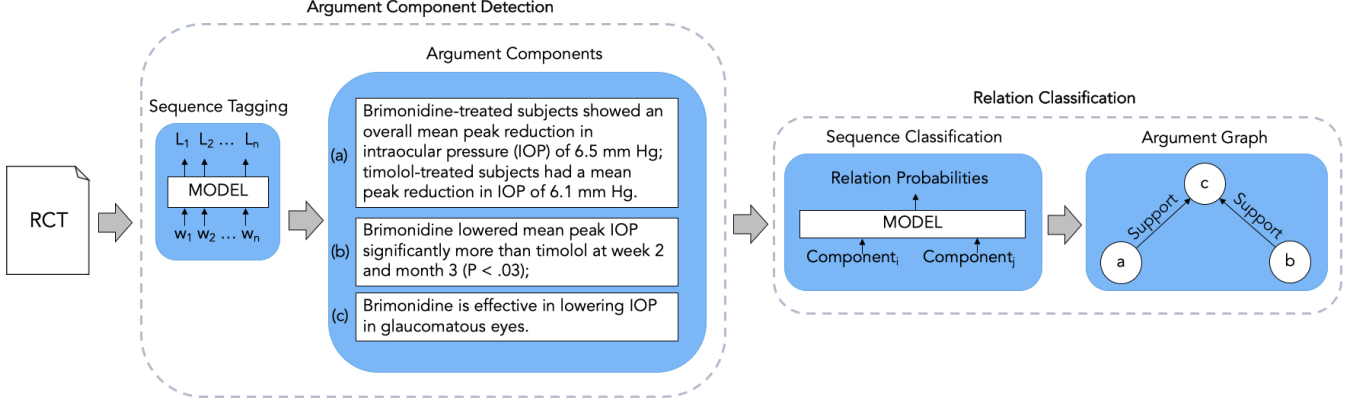 Argument Component Detection
Argument Components
Sequence Tagging
L1 L2 ... Ln
MODEL
w1 w2 ... wn
RCT
(a)
Brimonidine-treated subjects showed an
overall mean peak reduction in
intraocular pressure (IOP) of 6.5 mm Hg;
timolol-treated subjects had a mean
peak reduction in IOP of 6.1 mm Hg.
(b)
Brimonidine lowered mean peak IOP
significantly more than timolol at week 2
and month 3 (P < .03);
(c)
Brimonidine is effective in lowering IOP
in glaucomatous eyes.
Relation Classification
Sequence Classification
Relation Probabilities
MODEL
Componenti
Componentj
Argument Graph
c
Support
Support
a
b